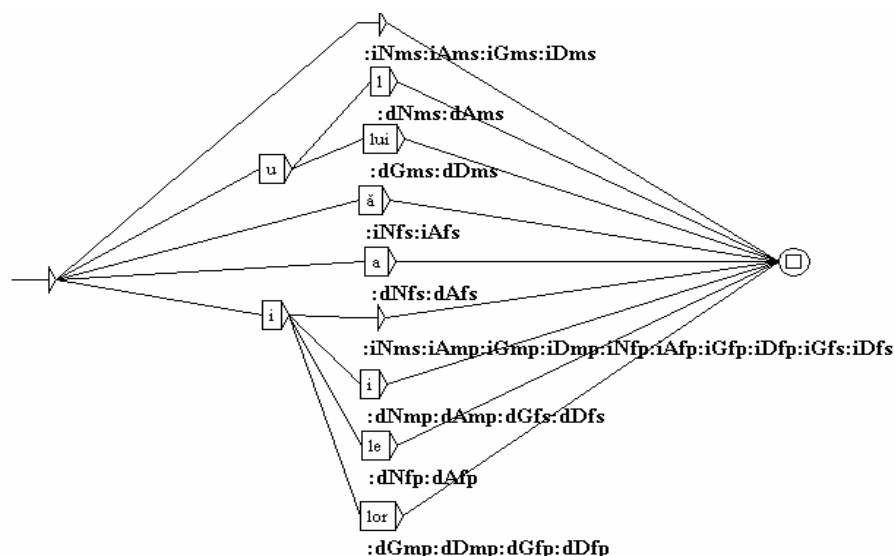 :iNms:iAms:iGms:iDms
l
:dNms:dAms
lui
u
:dGms:dDms
ă
:iNfs:iAfs
a
:dNfs:dAfs
i
:iNms:iAmp:iGmp:iDmp:iNfp:iAfp:iGfp:iDfp:iGfs:iDfs
i
:dNmp:dAmp:dGfs:dDfs
le
:dNfp:dAfp
lor
:dGmp:dDmp:dGfp:dDfp